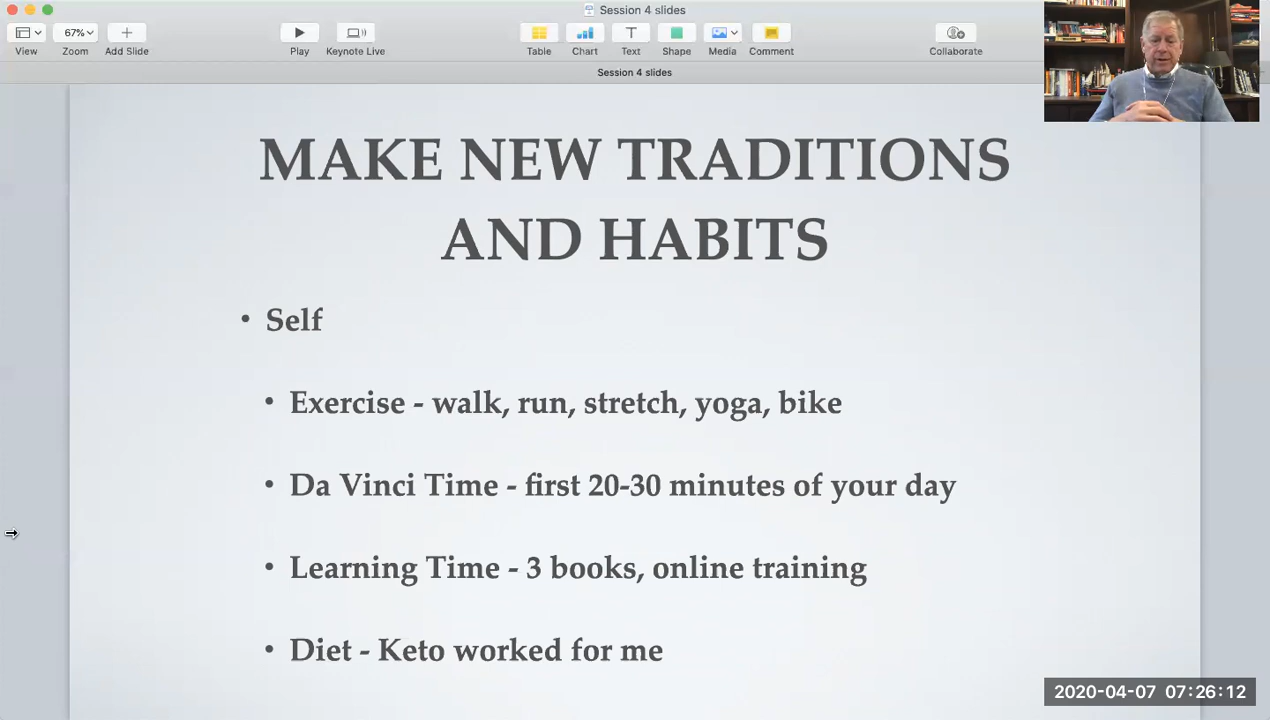 Session 4 slides
67%
View
Zoom
Add Slide
Play
Keynote Live
Table
Chart
Text
Shape
Media
Comment
Collaborate
Session 4 slides
MAKE NEW TRADITIONS
AND HABITS
• Self
• Exercise - walk, run, stretch, yoga, bike
• Da Vinci Time - first 20-30 minutes of your day
• Learning Time - 3 books, online training
• Diet - Keto worked for me
2020-04-07 07:26:12